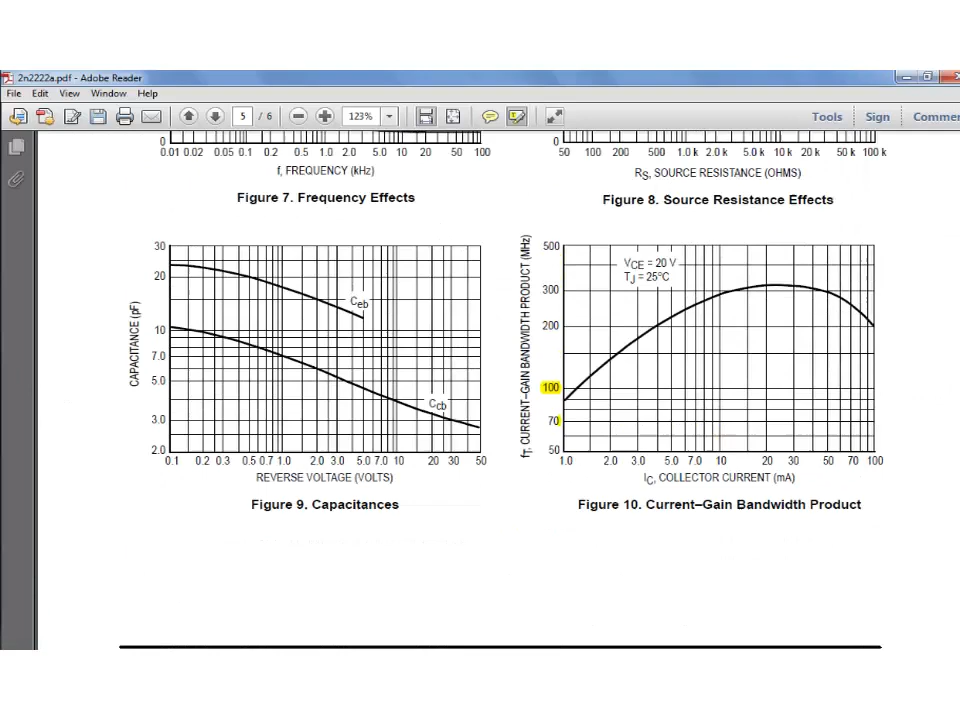 2n2222a.pdf - Adobe Reader
File Edit View Window Help
5 / 6 123% Tools Sign Comme
0
0.01 0.02 0.05 0.1 0.2 0.5 1.0 2.0 5.0 10 20 50 100
f, FREQUENCY (kHz)
Figure 7. Frequency Effects
0
50 100 200 500 1.0 k 2.0 k 5.0 k 10 k 20 k 50 k 100 k
RS, SOURCE RESISTANCE (OHMS)
Figure 8. Source Resistance Effects
CAPACITANCE (pF)
30
20
10
7.0
5.0
3.0
2.0
Ceb
Ccb
0.1 0.2 0.3 0.5 0.7 1.0 2.0 3.0 5.0 7.0 10 20 30 50
REVERSE VOLTAGE (VOLTS)
Figure 9. Capacitances
fT, CURRENT–GAIN BANDWIDTH PRODUCT (MHz)
500
300
200
100
70
50
VCE = 20 V
TJ = 25°C
1.0 2.0 3.0 5.0 7.0 10 20 30 50 70 100
IC, COLLECTOR CURRENT (mA)
Figure 10. Current–Gain Bandwidth Product